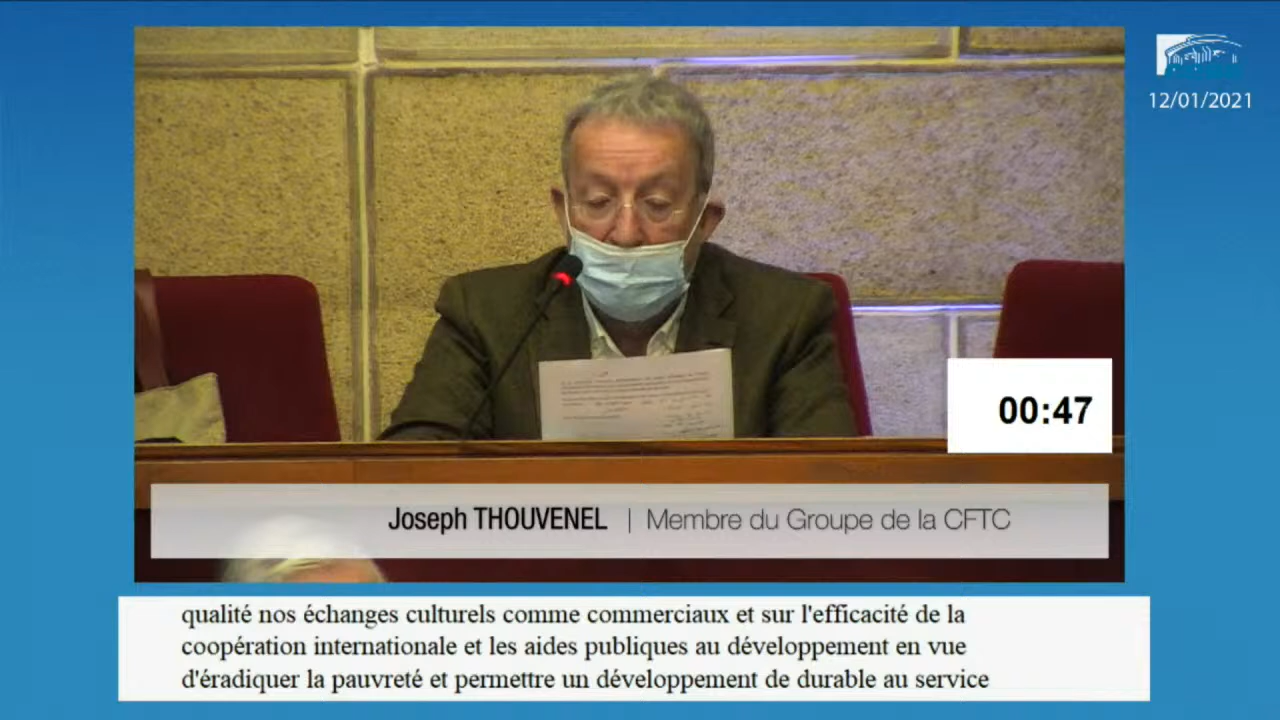 12/01/2021
00:47
Joseph THOUVENEL | Membre du Groupe de la CFTC
qualité nos échanges culturels comme commerciaux et sur l'efficacité de la
coopération internationale et les aides publiques au développement en vue
d'éradiquer la pauvreté et permettre un développement de durable au service